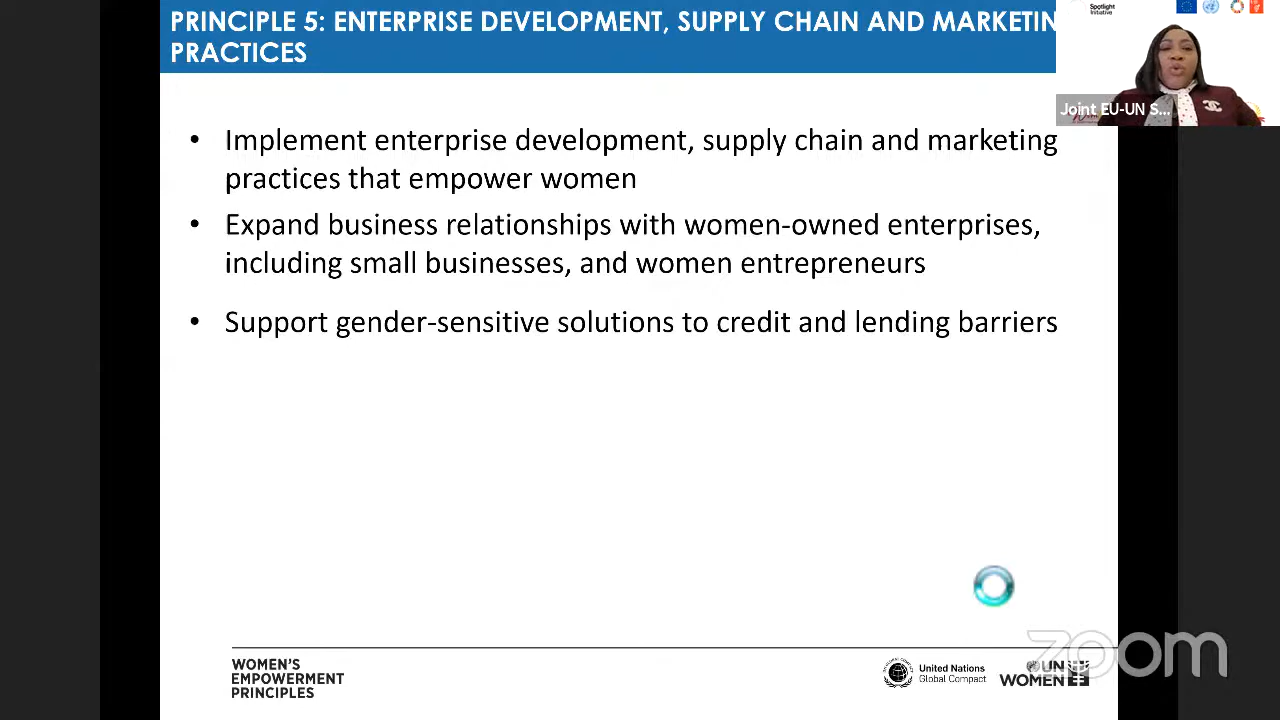 PRINCIPLE 5: ENTERPRISE DEVELOPMENT, SUPPLY CHAIN AND MARKETIN
PRACTICES
Spotlight
Initiative
Joint EU-UN S...
• Implement enterprise development, supply chain and marketing
practices that empower women
• Expand business relationships with women-owned enterprises,
including small businesses, and women entrepreneurs
• Support gender-sensitive solutions to credit and lending barriers
WOMEN'S
EMPOWERMENT
PRINCIPLES
United Nations
Global Compact
UN
WOMEN
zoom